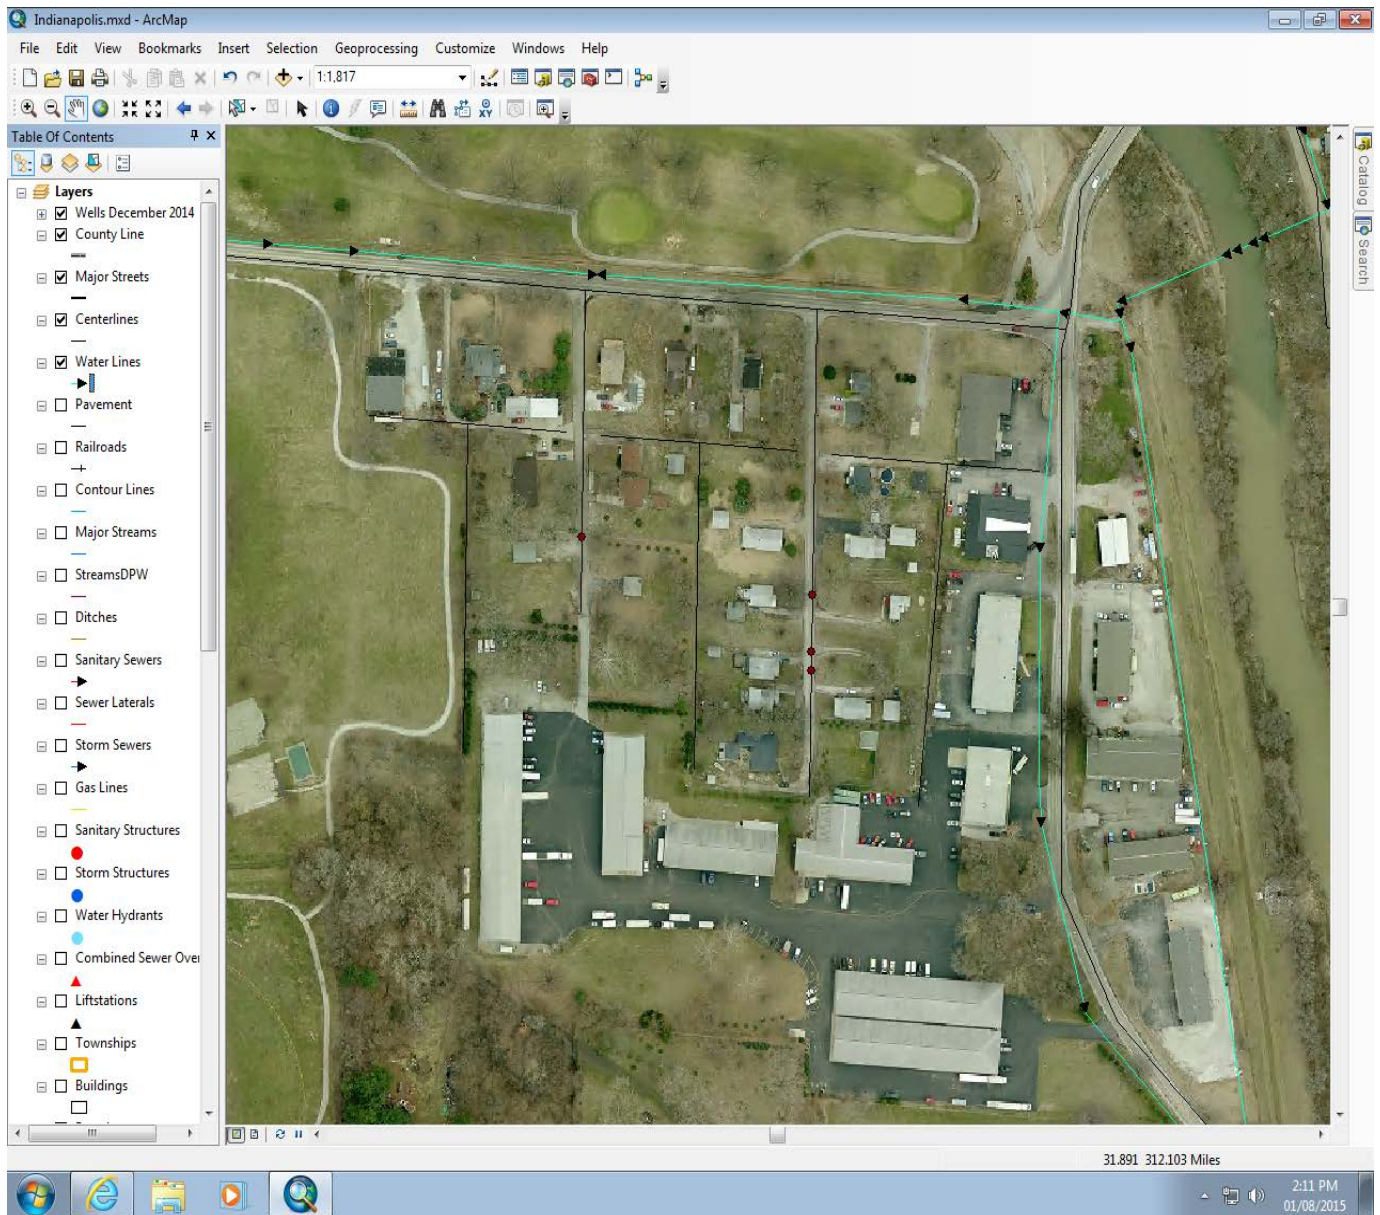 Indianapolis.mxd - ArcMap
File Edit View Bookmarks Insert Selection Geoprocessing Customize Windows Help
1:1,817
XY
Table Of Contents
Layers
Wells December 2014
County Line
Major Streets
Centerlines
Water Lines
Pavement
Railroads
Contour Lines
Major Streams
StreamsDPW
Ditches
Sanitary Sewers
Sewer Laterals
Storm Sewers
Gas Lines
Sanitary Structures
Storm Structures
Water Hydrants
Combined Sewer Over
Liftstations
Townships
Buildings
Catalog
Search
31.891 312.103 Miles
2:11 PM
01/08/2015